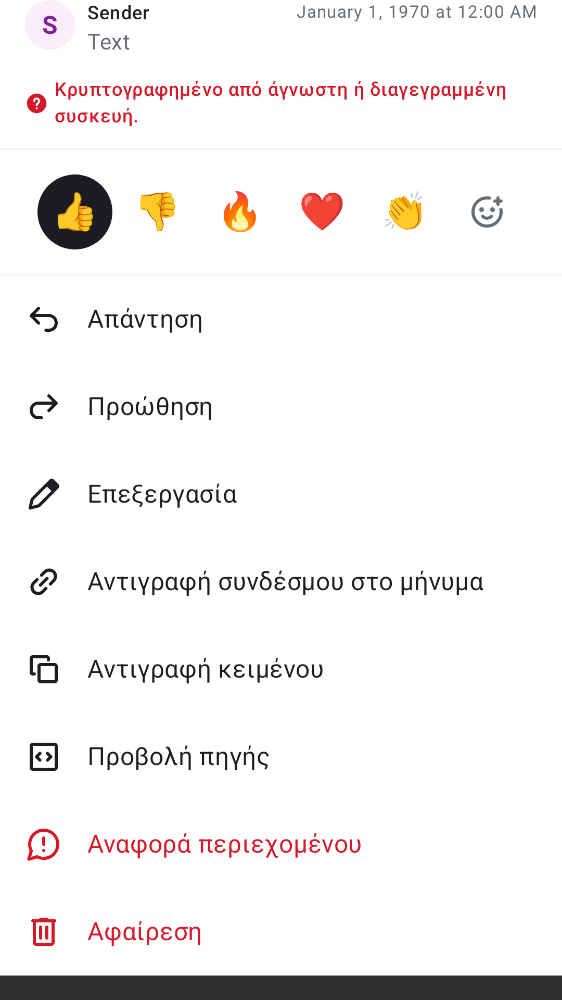 S
Sender
January 1, 1970 at 12:00 AM
Text
Κρυπτογραφημένο από άγνωστη ή διαγεγραμμένη
συσκευή.
Απάντηση
Προώθηση
Επεξεργασία
Αντιγραφή συνδέσμου στο μήνυμα
Αντιγραφή κειμένου
Προβολή πηγής
Αναφορά περιεχομένου
Αφαίρεση